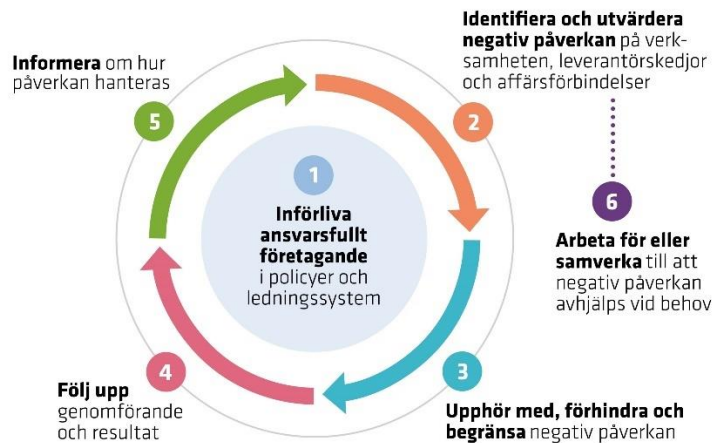 1
Införliva
ansvarsfullt
företagande
i policyer och
ledningssystem
Identifiera och utvärdera
negativ påverkan på verk-
samheten, leverantörskedjor
och affärsförbindelser
2
3
Upphör med, förhindra och
begränsa negativ påverkan
4
Följ upp
genomförande
och resultat
Informera om hur
påverkan hanteras
5
6
Arbeta för eller
samverka till att
negativ påverkan
avhjälps vid behov